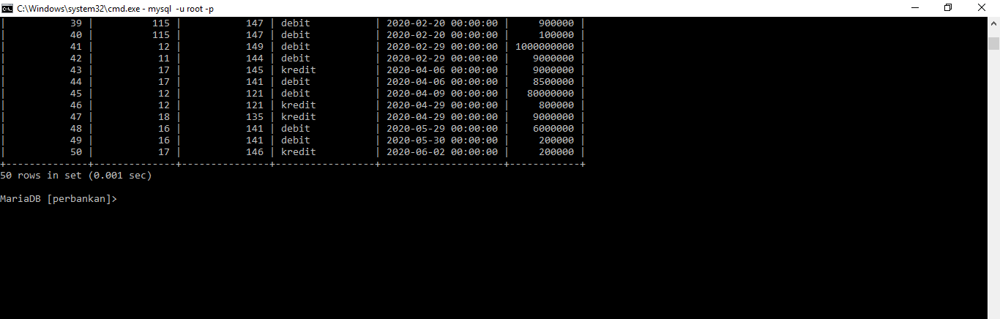 C:\Windows\system32\cmd.exe - mysql  -u root -p
|           39 |          115 |           147 | debit           | 2020-02-20 00:00:00 |     900000 |
|           40 |          115 |           147 | debit           | 2020-02-20 00:00:00 |     100000 |
|           41 |           12 |           149 | debit           | 2020-02-29 00:00:00 | 1000000000 |
|           42 |           11 |           144 | debit           | 2020-02-29 00:00:00 |    9000000 |
|           43 |           17 |           145 | kredit          | 2020-04-06 00:00:00 |    9000000 |
|           44 |           17 |           141 | debit           | 2020-04-06 00:00:00 |    8500000 |
|           45 |           12 |           121 | debit           | 2020-04-09 00:00:00 |   80000000 |
|           46 |           12 |           121 | kredit          | 2020-04-29 00:00:00 |     800000 |
|           47 |           18 |           135 | kredit          | 2020-04-29 00:00:00 |    9000000 |
|           48 |           16 |           141 | debit           | 2020-05-29 00:00:00 |    6000000 |
|           49 |           16 |           141 | debit           | 2020-05-30 00:00:00 |     200000 |
|           50 |           17 |           146 | kredit          | 2020-06-02 00:00:00 |     200000 |
+--------------+--------------+---------------+-----------------+---------------------+------------+
50 rows in set (0.001 sec)
MariaDB [perbankan]>